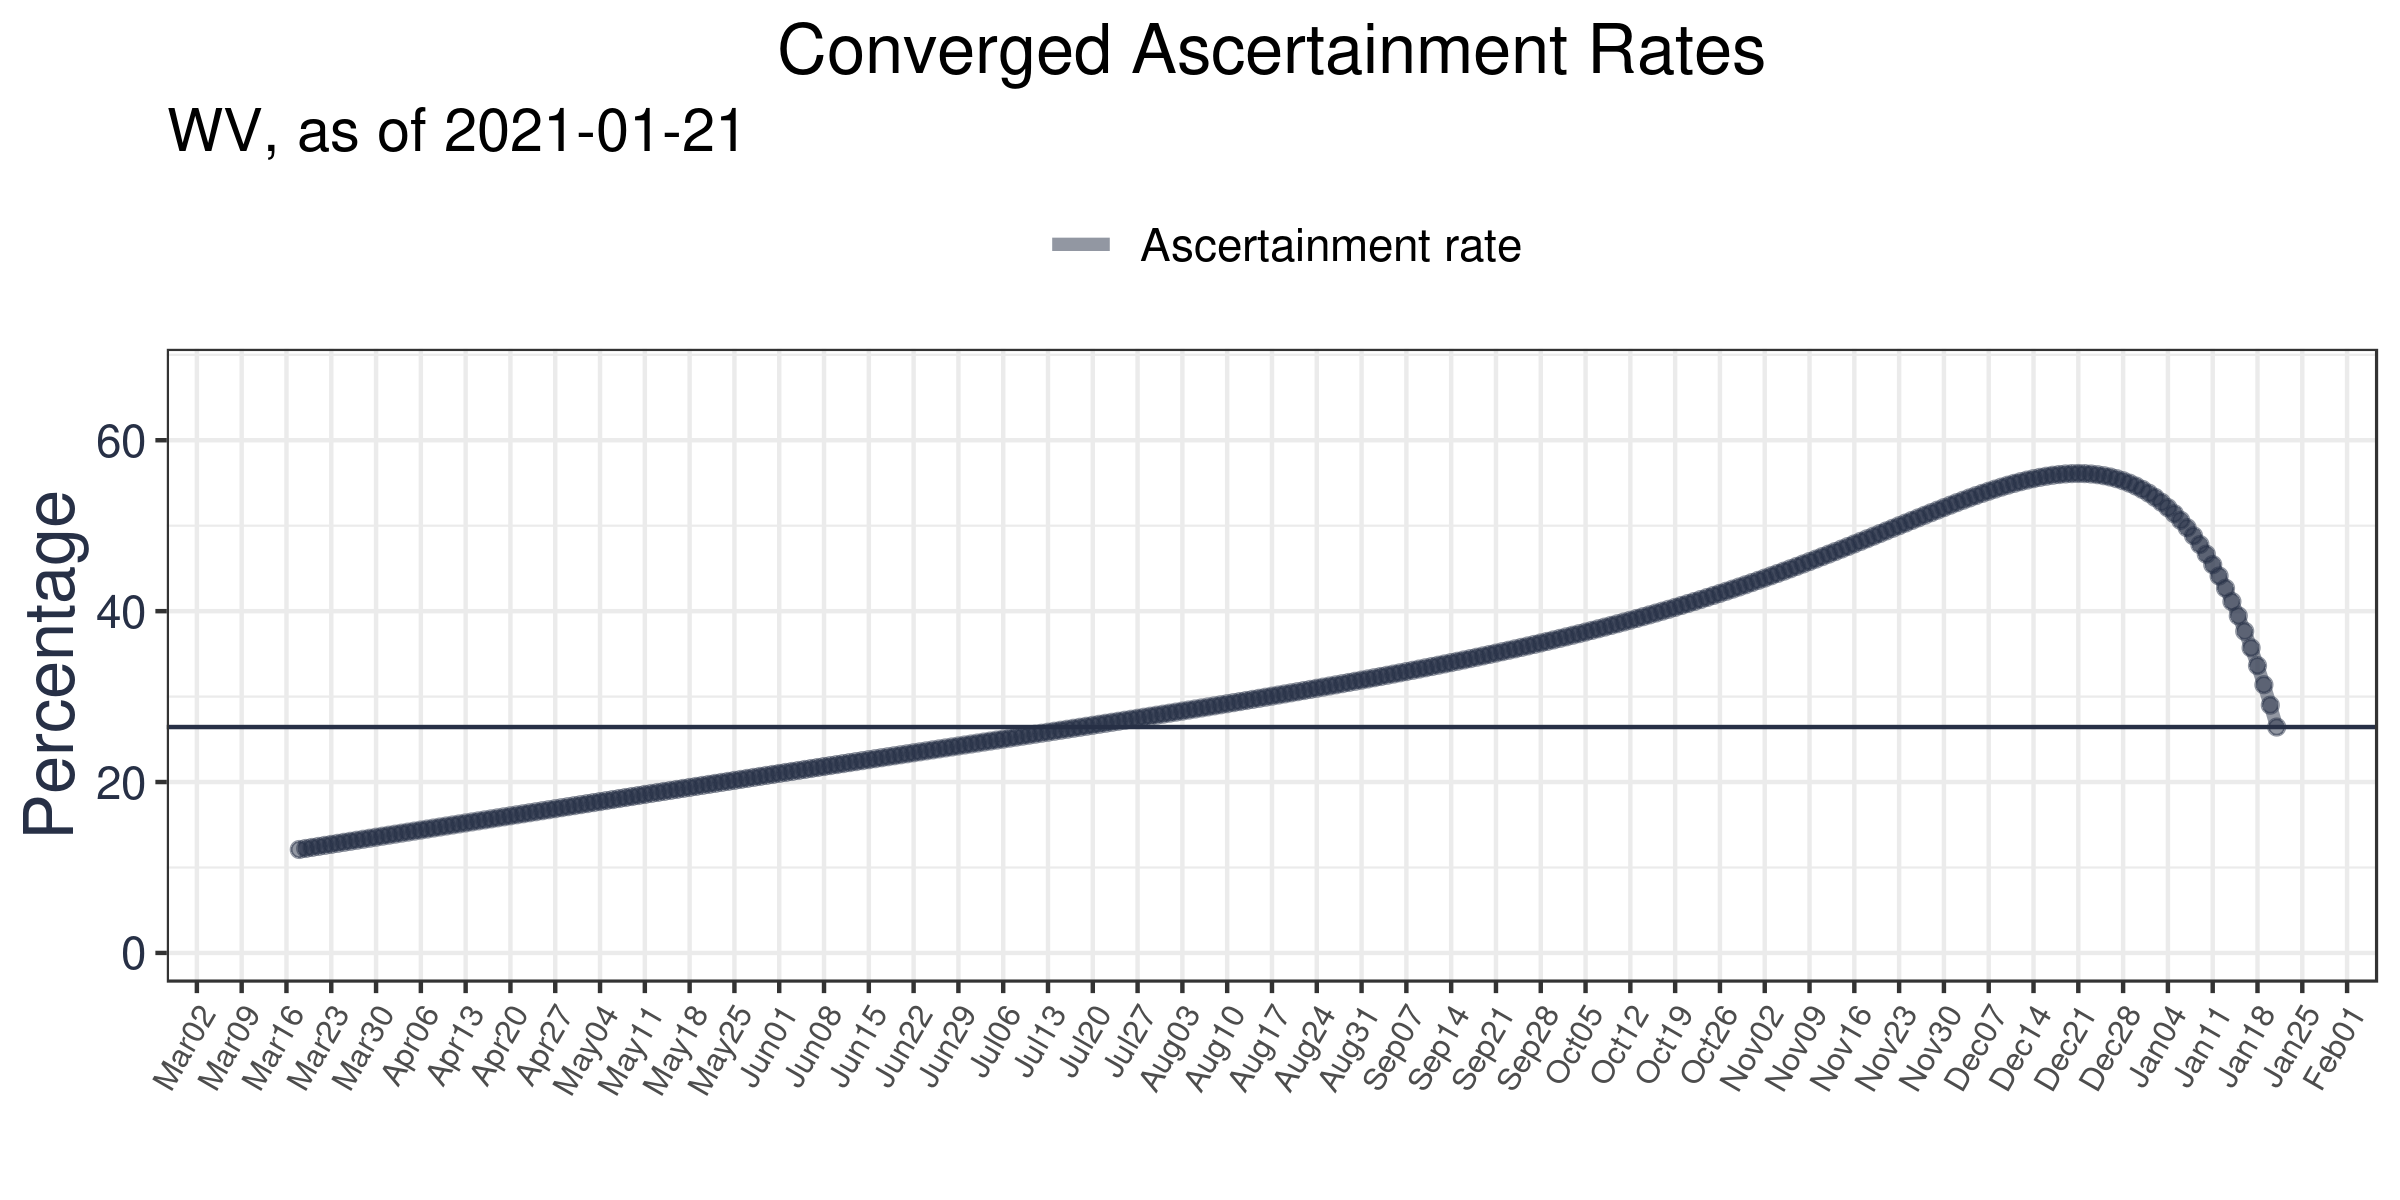 Converged Ascertainment Rates
WV, as of 2021-01-21
Ascertainment rate
Percentage
60
40
20
0
Mar02 Mar09 Mar16 Mar23 Mar30 Apr06 Apr13 Apr20 Apr27 May04 May11 May18 May25 Jun01 Jun08 Jun15 Jun22 Jun29 Jul06 Jul13 Jul20 Jul27 Aug03 Aug10 Aug17 Aug24 Aug31 Sep07 Sep14 Sep21 Sep28 Oct05 Oct12 Oct19 Oct26 Nov02 Nov09 Nov16 Nov23 Nov30 Dec07 Dec14 Dec21 Dec28 Jan04 Jan11 Jan18 Jan25 Feb01